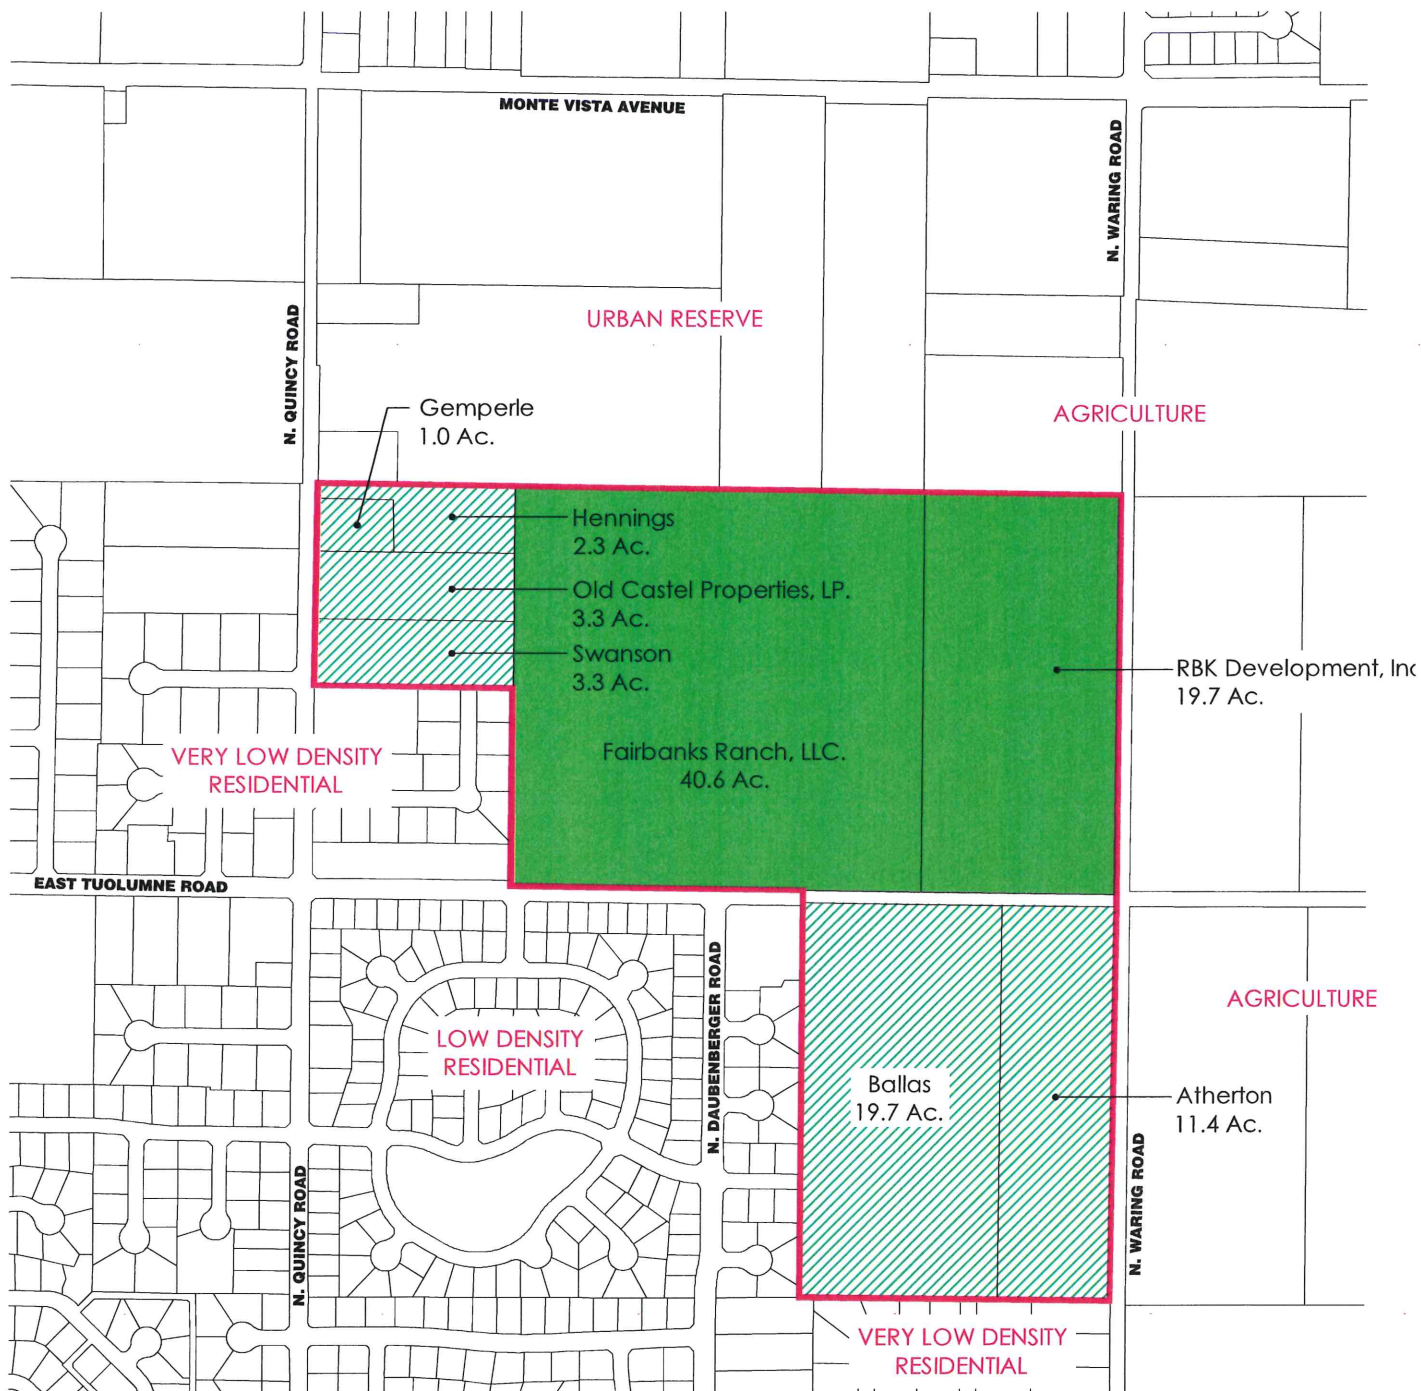 MONTE VISTA AVENUE
N. WARING ROAD
URBAN RESERVE
N. QUINCY ROAD
AGRICULTURE
Gemperle
1.0 Ac.
Hennings
2.3 Ac.
Old Castel Properties, LP.
3.3 Ac.
Swanson
3.3 Ac.
RBK Development, Inc
19.7 Ac.
Fairbanks Ranch, LLC.
40.6 Ac.
VERY LOW DENSITY
RESIDENTIAL
EAST TUOLUMNE ROAD
N. DAUBENBERGER ROAD
AGRICULTURE
LOW DENSITY
RESIDENTIAL
Ballas
19.7 Ac.
Atherton
11.4 Ac.
N. QUINCY ROAD
N. WARING ROAD
VERY LOW DENSITY
RESIDENTIAL